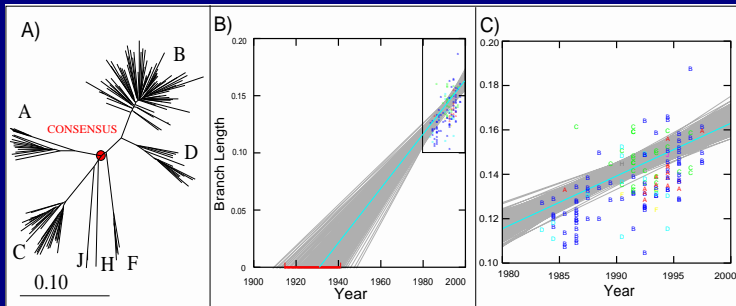 A)
B
A
CONSENSUS
D
C
J
H
F
0.10
B)
Branch Length
0.20
0.15
0.10
0.05
0
1900
1920
1940
1960
1980
2000
Year
C)
0.20
0.18
0.16
0.14
0.12
0.10
1980
1985
1990
1995
2000
Year